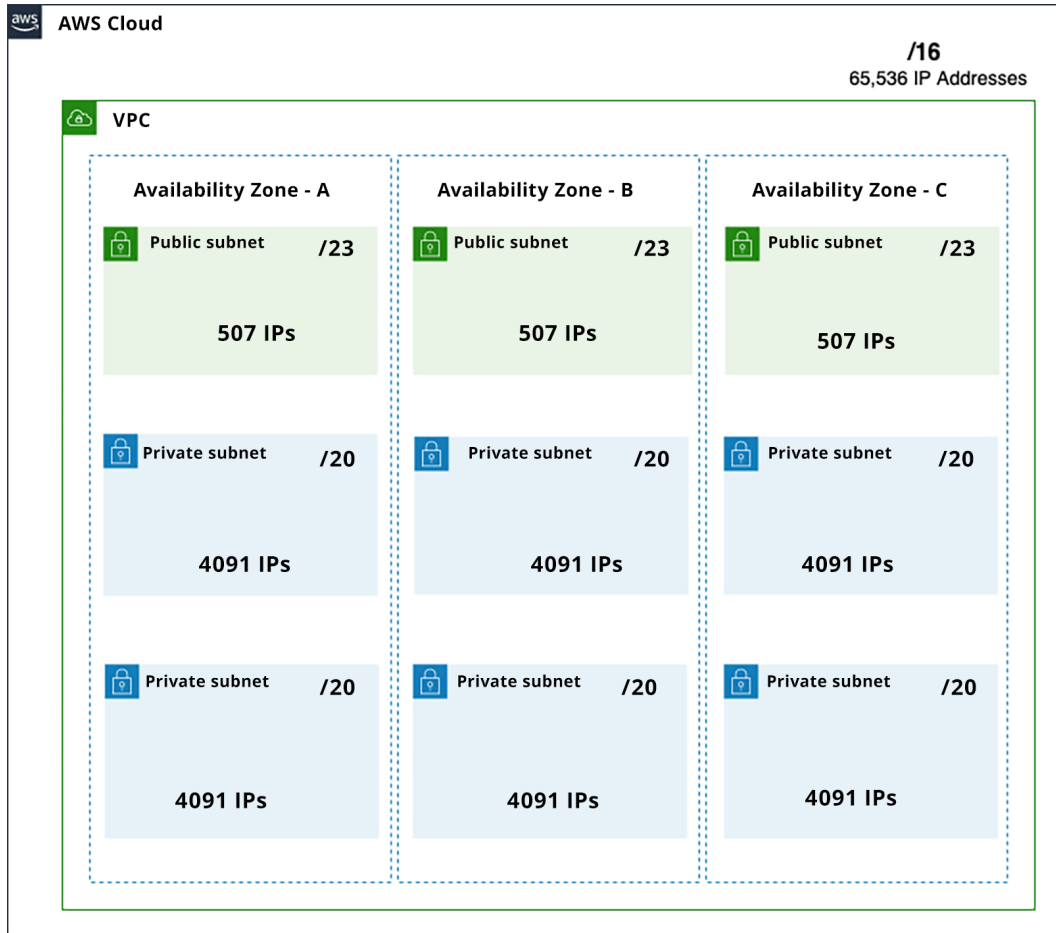 aws
AWS Cloud
/16
65,536 IP Addresses
VPC
Availability Zone - A
Availability Zone - B
Availability Zone - C
Public subnet
/23
Public subnet
/23
Public subnet
/23
507 IPs
507 IPs
507 IPs
Private subnet
/20
Private subnet
/20
Private subnet
/20
4091 IPs
4091 IPs
4091 IPs
Private subnet
/20
Private subnet
/20
Private subnet
/20
4091 IPs
4091 IPs
4091 IPs